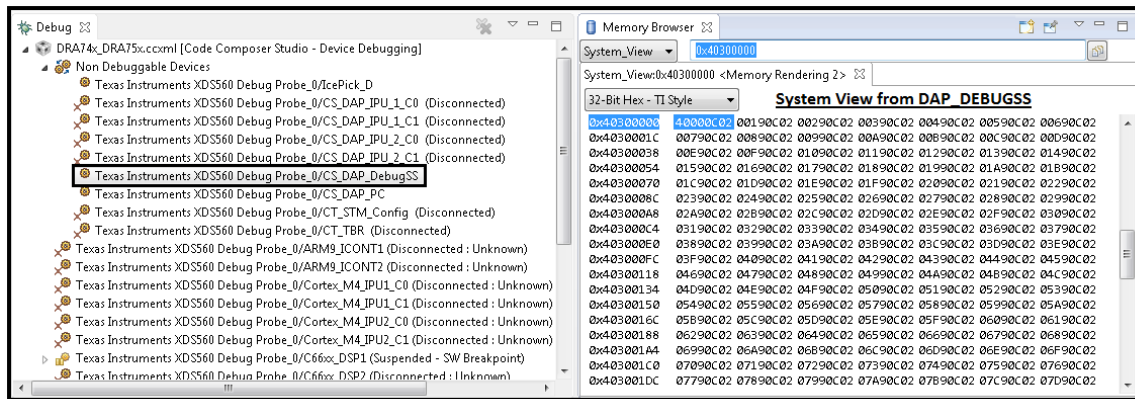 Debug
DRA74x_DRA75x.ccxml [Code Composer Studio - Device Debugging]
Non Debuggable Devices
Texas Instruments XDS560 Debug Probe_0/IcePick_D
Texas Instruments XDS560 Debug Probe_0/CS_DAP_IPU_1_C0 (Disconnected)
Texas Instruments XDS560 Debug Probe_0/CS_DAP_IPU_1_C1 (Disconnected)
Texas Instruments XDS560 Debug Probe_0/CS_DAP_IPU_2_C0 (Disconnected)
Texas Instruments XDS560 Debug Probe_0/CS_DAP_IPU_2_C1 (Disconnected)
Texas Instruments XDS560 Debug Probe_0/CS_DAP_DebugSS
Texas Instruments XDS560 Debug Probe_0/CS_DAP_PC
Texas Instruments XDS560 Debug Probe_0/CT_STM_Config (Disconnected)
Texas Instruments XDS560 Debug Probe_0/CT_TBR (Disconnected)
Texas Instruments XDS560 Debug Probe_0/ARM9_ICONT1 (Disconnected : Unknown)
Texas Instruments XDS560 Debug Probe_0/ARM9_ICONT2 (Disconnected : Unknown)
Texas Instruments XDS560 Debug Probe_0/Cortex_M4_IPU1_C0 (Disconnected : Unknown)
Texas Instruments XDS560 Debug Probe_0/Cortex_M4_IPU1_C1 (Disconnected : Unknown)
Texas Instruments XDS560 Debug Probe_0/Cortex_M4_IPU2_C0 (Disconnected : Unknown)
Texas Instruments XDS560 Debug Probe_0/Cortex_M4_IPU2_C1 (Disconnected : Unknown)
Texas Instruments XDS560 Debug Probe_0/C66xx_DSP1 (Suspended - SW Breakpoint)
Texas Instruments XDS560 Debug Probe_0/C66xx_DSP2 (Disconnected : Unknown)
Memory Browser
System_View 0x40300000
System_View:0x40300000 <Memory Rendering 2>
32-Bit Hex - TI Style System View from DAP_DEBUGSS
0x40300000 40000C02 00190C02 00290C02 00390C02 00490C02 00590C02 00690C02
0x4030001C 00790C02 00890C02 00990C02 00A90C02 00B90C02 00C90C02 00D90C02
0x40300038 00E90C02 00F90C02 01090C02 01190C02 01290C02 01390C02 01490C02
0x40300054 01590C02 01690C02 01790C02 01890C02 01990C02 01A90C02 01B90C02
0x40300070 01C90C02 01D90C02 01E90C02 01F90C02 02090C02 02190C02 02290C02
0x4030008C 02390C02 02490C02 02590C02 02690C02 02790C02 02890C02 02990C02
0x403000A8 02A90C02 02B90C02 02C90C02 02D90C02 02E90C02 02F90C02 03090C02
0x403000C4 03190C02 03290C02 03390C02 03490C02 03590C02 03690C02 03790C02
0x403000E0 03890C02 03990C02 03A90C02 03B90C02 03C90C02 03D90C02 03E90C02
0x403000FC 03F90C02 04090C02 04190C02 04290C02 04390C02 04490C02 04590C02
0x40300118 04690C02 04790C02 04890C02 04990C02 04A90C02 04B90C02 04C90C02
0x40300134 04D90C02 04E90C02 04F90C02 05090C02 05190C02 05290C02 05390C02
0x40300150 05490C02 05590C02 05690C02 05790C02 05890C02 05990C02 05A90C02
0x4030016C 05B90C02 05C90C02 05D90C02 05E90C02 05F90C02 06090C02 06190C02
0x40300188 06290C02 06390C02 06490C02 06590C02 06690C02 06790C02 06890C02
0x403001A4 06990C02 06A90C02 06B90C02 06C90C02 06D90C02 06E90C02 06F90C02
0x403001C0 07090C02 07190C02 07290C02 07390C02 07490C02 07590C02 07690C02
0x403001DC 07790C02 07890C02 07990C02 07A90C02 07B90C02 07C90C02 07D90C02